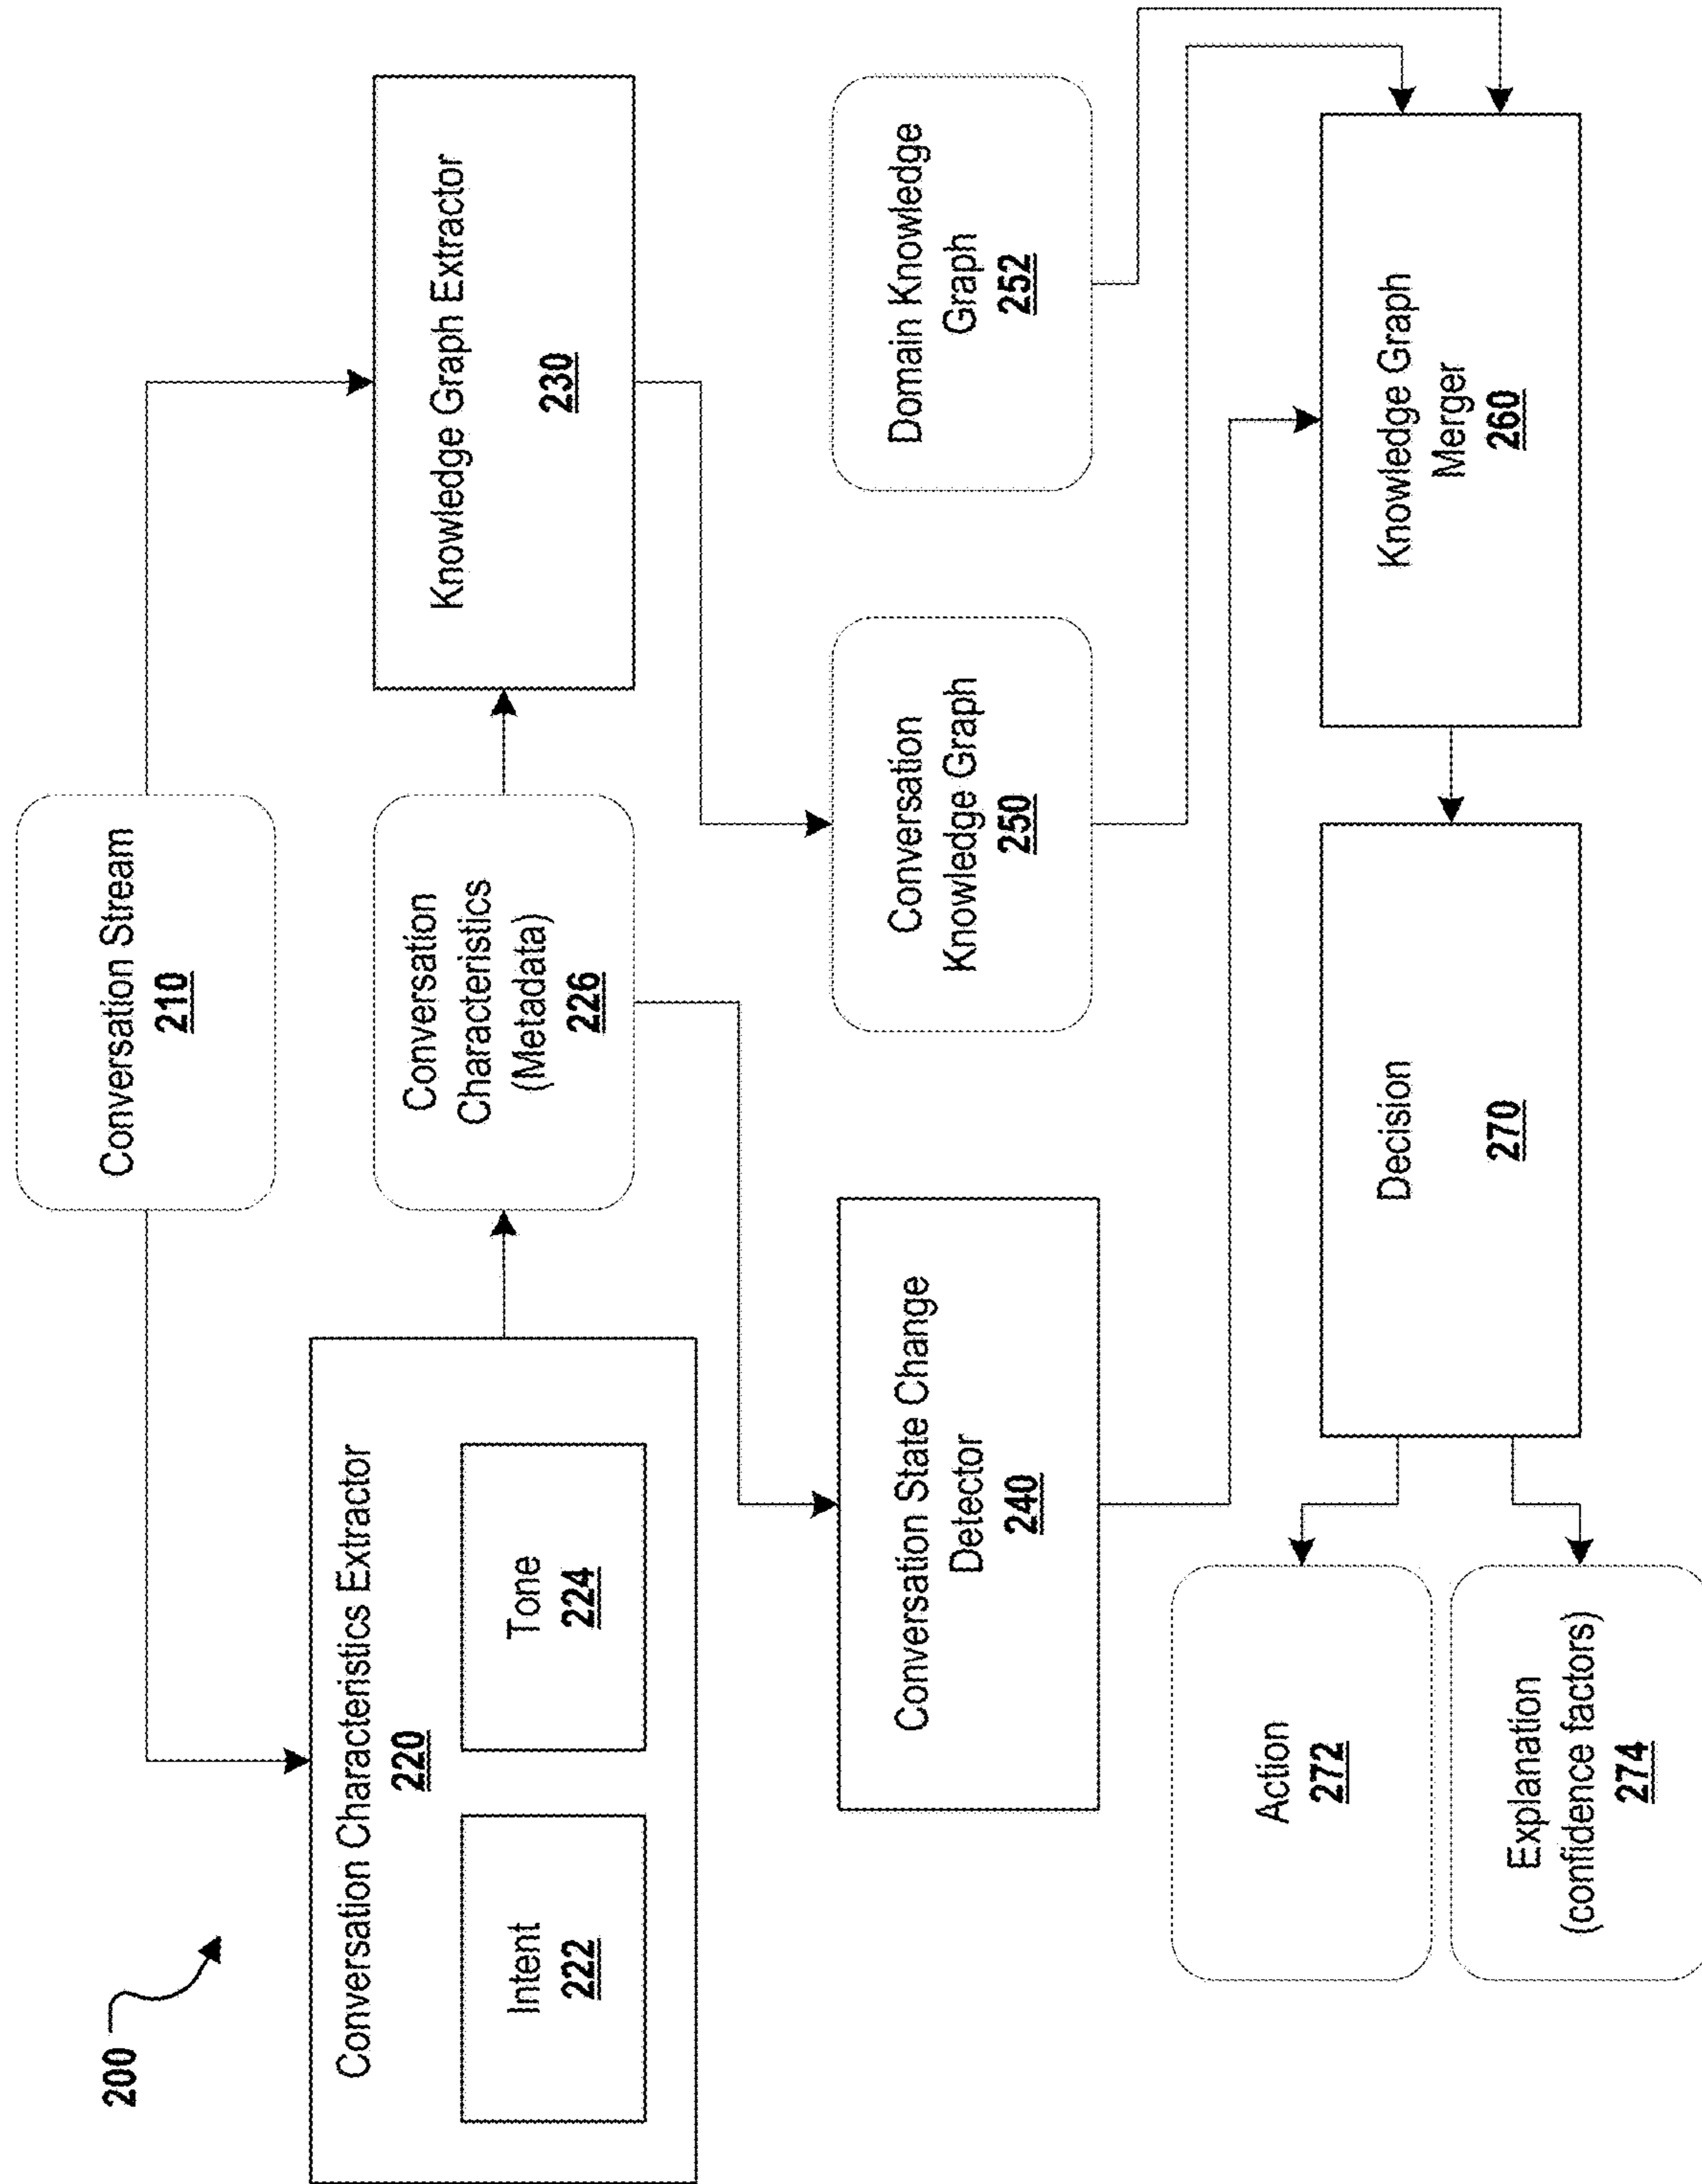 200
Conversation Stream
210
Conversation Characteristics Extractor
220
Intent
222
Tone
224
Conversation
Characteristics
(Metadata)
226
Knowledge Graph Extractor
230
Conversation State Change
Detector
240
Conversation
Knowledge Graph
250
Domain Knowledge
Graph
252
Action
272
Explanation
(confidence factors)
274
Decision
270
Knowledge Graph
Merger
260